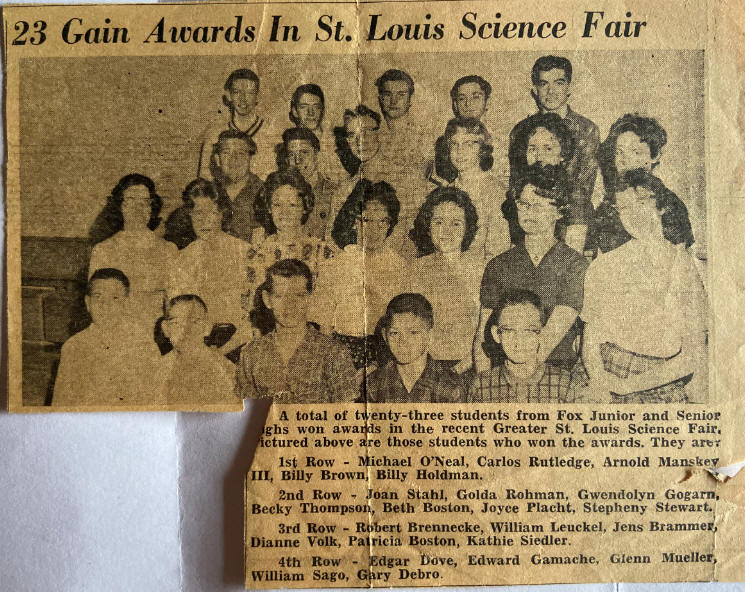 23 Gain Awards In St. Louis Science Fair
A total of twenty-three students from Fox Junior and Senior
ghs won awards in the recent Greater St. Louis Science Fair.
ictured above are those students who won the awards. They are:
1st Row - Michael O'Neal, Carlos Rutledge, Arnold Manskey
III, Billy Brown, Billy Holdman.
2nd Row - Joan Stahl, Golda Rohman, Gwendolyn Gogarn,
Becky Thompson, Beth Boston, Joyce Placht, Stepheny Stewart.
3rd Row - Robert Brennecke, William Leuckel, Jens Brammer,
Dianne Volk, Patricia Boston, Kathie Siedler.
4th Row - Edgar Dove, Edward Gamache, Glenn Mueller,
William Sago, Gary Debro.